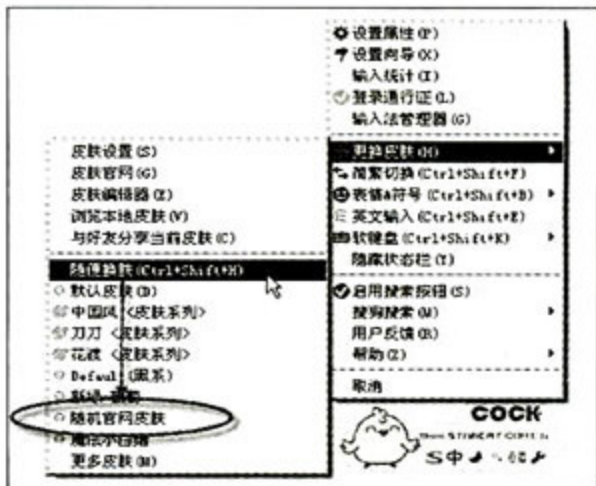 设置属性(P)
设置向导(X)
输入统计(I)
登录通行证(L)
输入法管理器(G)
更换皮肤(H)
简繁切换(Ctrl+Shift+F)
表情&符号(Ctrl+Shift+B)
英文输入(Ctrl+Shift+E)
软键盘(Ctrl+Shift+K)
隐藏状态栏(Y)
启用搜索按钮(S)
搜狗搜索(W)
用户反馈(R)
帮助(Z)
取消
皮肤设置(S)
皮肤官网(G)
皮肤编辑器(E)
浏览本地皮肤(V)
与好友分享当前皮肤(C)
随便换肤(Ctrl+Shift+H)
默认皮肤(D)
中国风 <皮肤系列>
刀刀 <皮肤系列>
花渡 <皮肤系列>
随机官网皮肤
更多皮肤(M)
COCK
S中